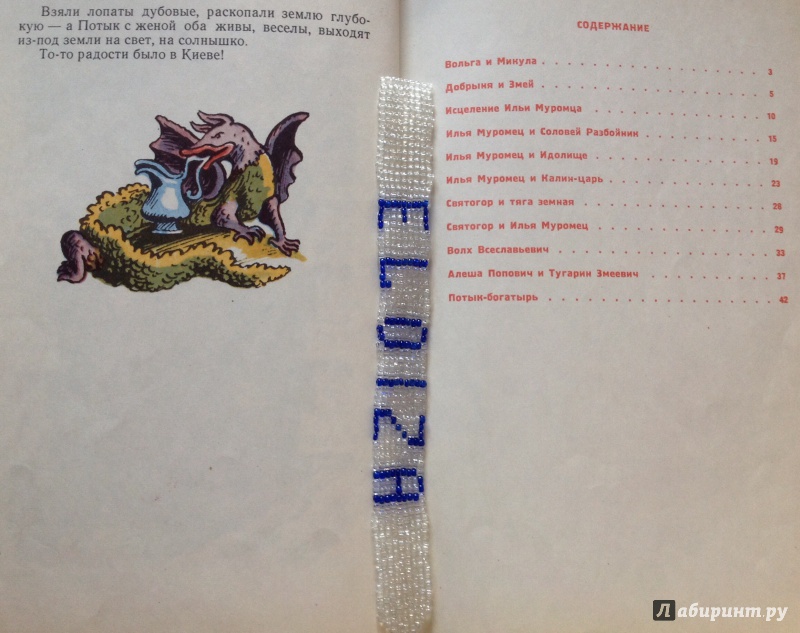 Взяли лопаты дубовые, раскопали землю глубо-
кую — а Потык с женой оба живы, веселы, выходят
из-под земли на свет, на солнышко.
То-то радости было в Киеве!
СОДЕРЖАНИЕ
Вольга и Микула . . . . . . . . . . . . . . . . . 3
Добрыня и Змей . . . . . . . . . . . . . . . . . 5
Исцеление Ильи Муромца . . . . . . . . . . . . . 10
Илья Муромец и Соловей Разбойник . . . . . . . . 15
Илья Муромец и Идолище . . . . . . . . . . . . . 19
Илья Муромец и Калин-царь . . . . . . . . . . . . 23
Святогор и тяга земная . . . . . . . . . . . . . 28
Святогор и Илья Муромец . . . . . . . . . . . . . 29
Волх Всеславьевич . . . . . . . . . . . . . . . . 33
Алеша Попович и Тугарин Змеевич . . . . . . . . . 37
Потык-богатырь . . . . . . . . . . . . . . . . . 42
ELOIZA
Лабиринт.ру